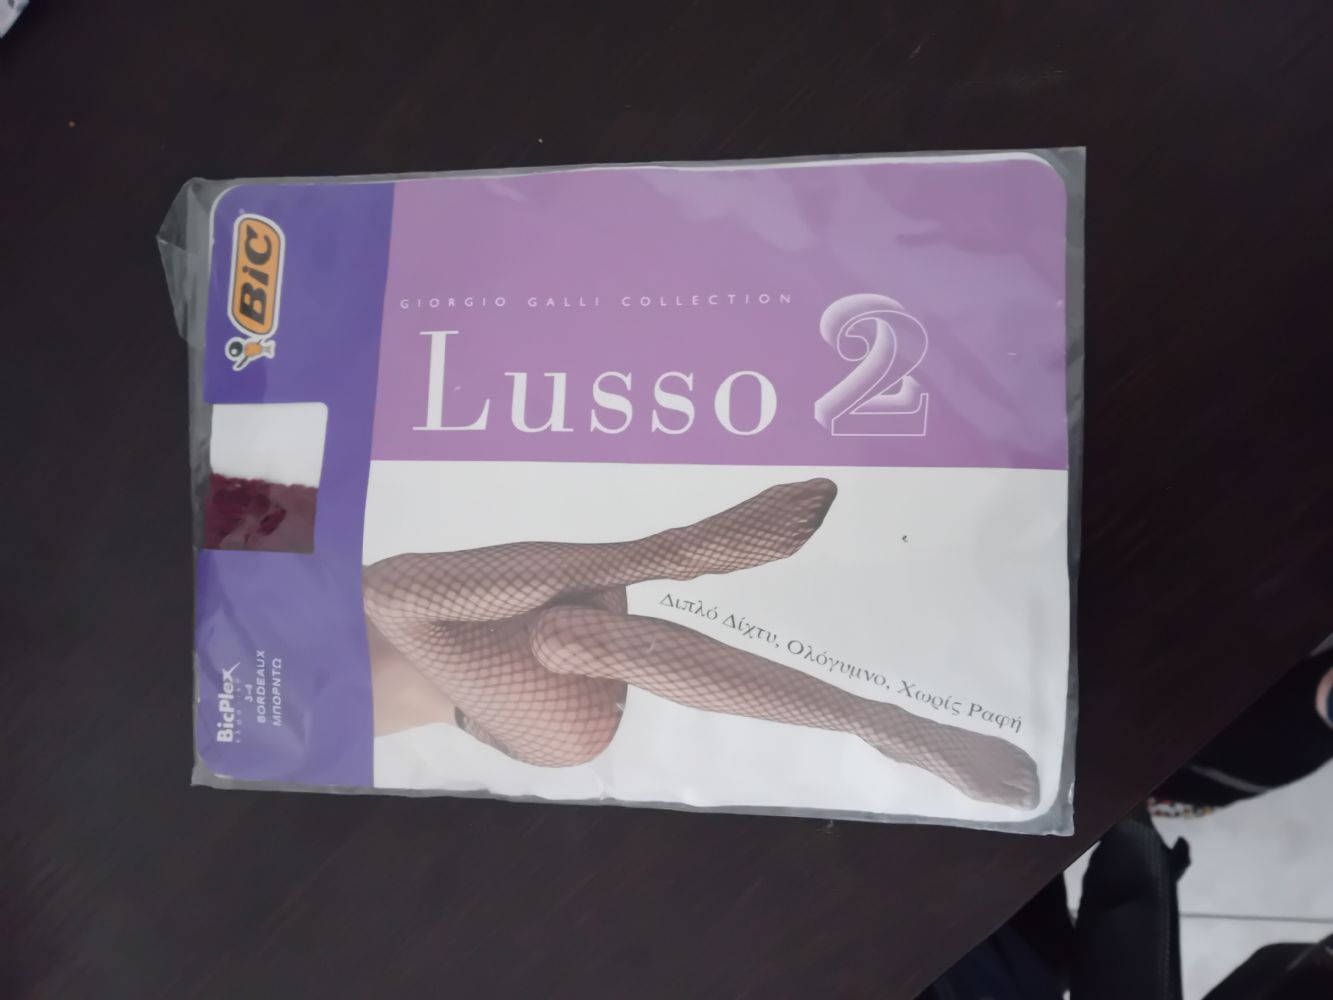 BiC
GIORGIO GALLI COLLECTION
Lusso 2
Διπλό Δίχτυ, Ολόγυμνο, Χωρίς Ραφή
BicPlex
3-4
BORDEAUX
ΜΠΟΡΝΤΩ